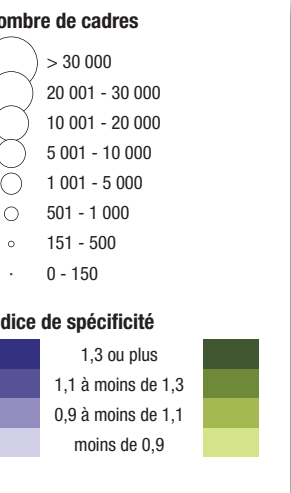 ombre de cadres
> 30 000
20 001 - 30 000
10 001 - 20 000
5 001 - 10 000
1 001 - 5 000
501 - 1 000
151 - 500
0 - 150
dice de spécificité
1,3 ou plus
1,1 à moins de 1,3
0,9 à moins de 1,1
moins de 0,9